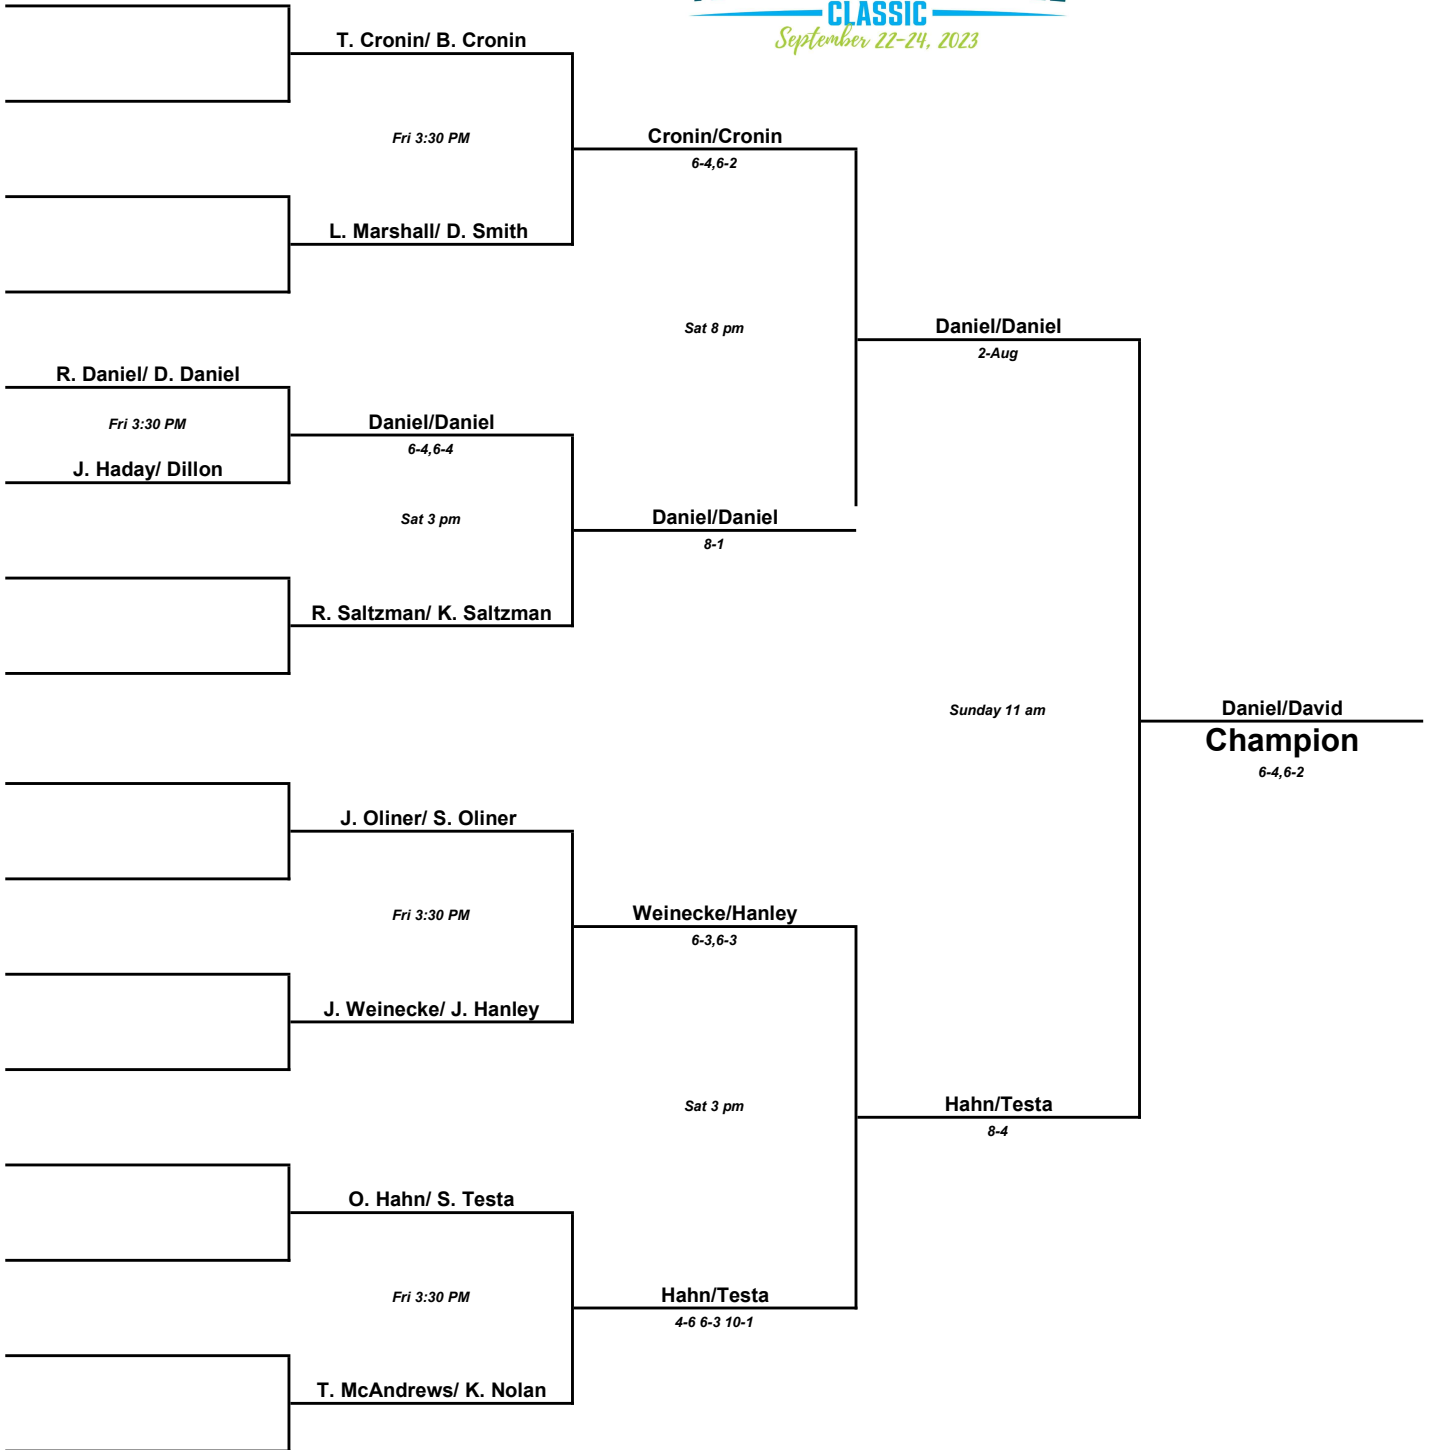 CLASSIC
September 22-24, 2023
T. Cronin/ B. Cronin
Fri 3:30 PM
Cronin/Cronin
6-4,6-2
L. Marshall/ D. Smith
Sat 8 pm
Daniel/Daniel
2-Aug
R. Daniel/ D. Daniel
Fri 3:30 PM
Daniel/Daniel
6-4,6-4
J. Haday/ Dillon
Sat 3 pm
Daniel/Daniel
8-1
R. Saltzman/ K. Saltzman
Sunday 11 am
Daniel/David
Champion
6-4,6-2
J. Oliner/ S. Oliner
Fri 3:30 PM
Weinecke/Hanley
6-3,6-3
J. Weinecke/ J. Hanley
Sat 3 pm
Hahn/Testa
8-4
O. Hahn/ S. Testa
Fri 3:30 PM
Hahn/Testa
4-6 6-3 10-1
T. McAndrews/ K. Nolan